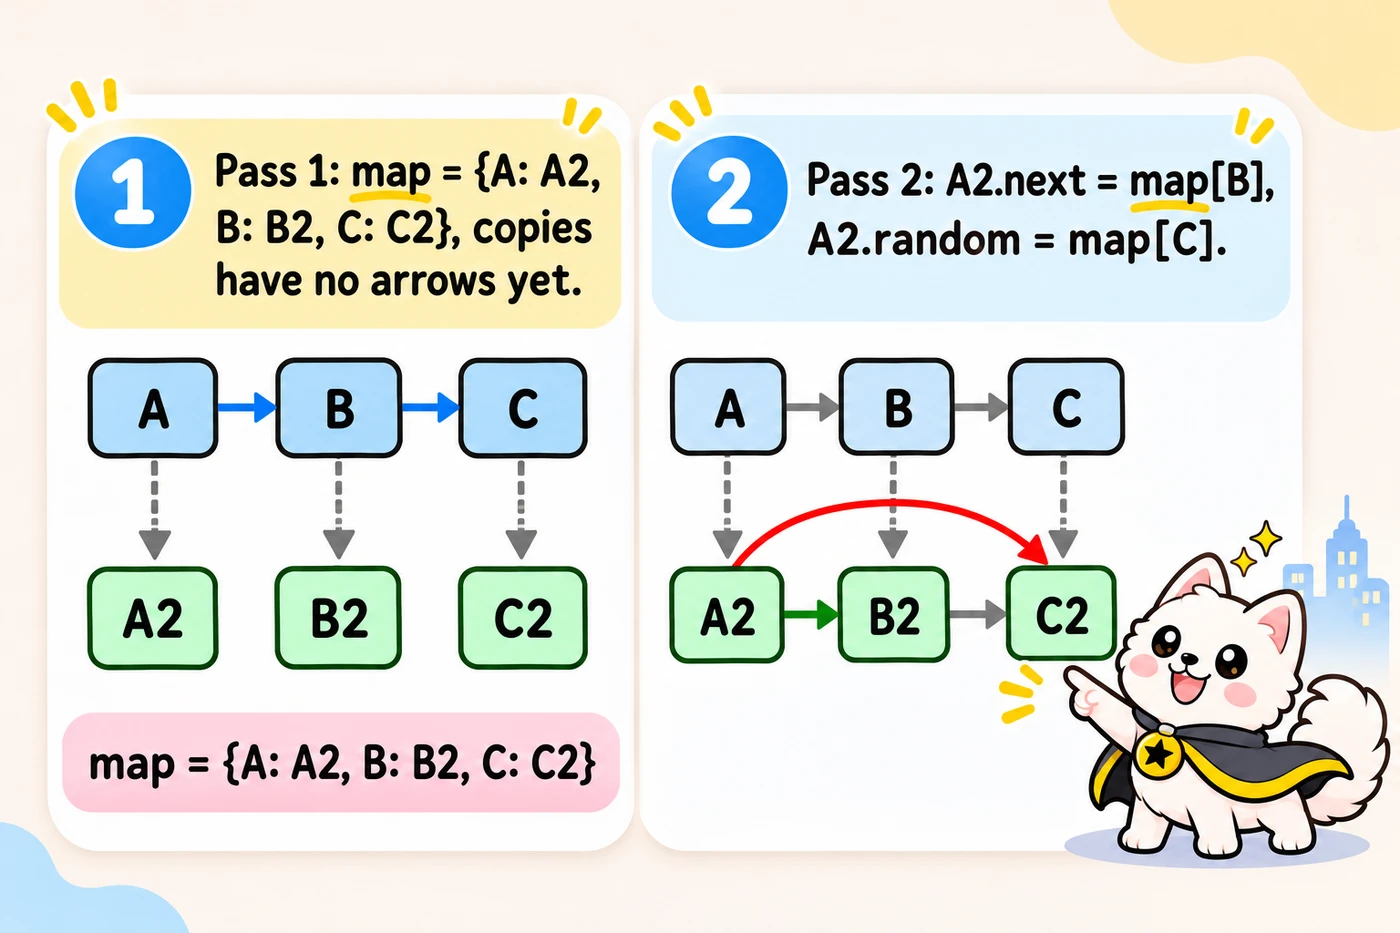 1
Pass 1: map = {A: A2,
B: B2, C: C2}, copies
have no arrows yet.
A
B
C
A2
B2
C2
map = {A: A2, B: B2, C: C2}
2
Pass 2: A2.next = map[B],
A2.random = map[C].
A
B
C
A2
B2
C2